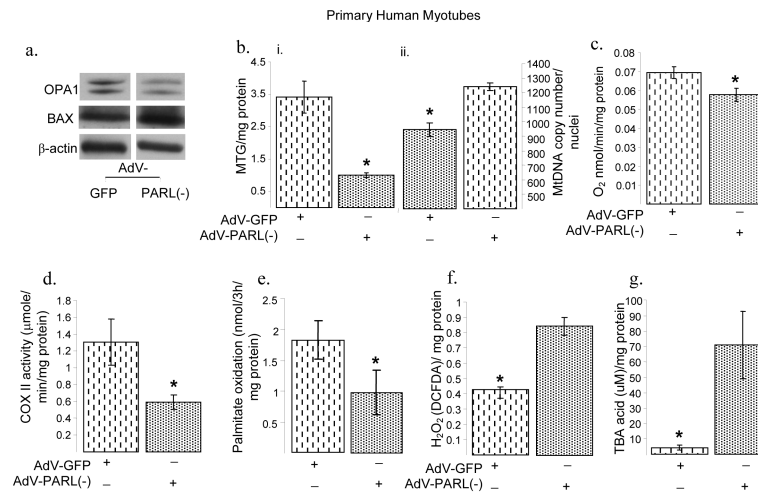 Primary Human Myotubes
a.
OPA1
BAX
β-actin
AdV-
GFP PARL(-)
b.
i.
ii.
MTG/mg protein
4.5
3.5
2.5
1.5
0.5
MtDNA copy number/
nuclei
1400
1300
1200
1100
1000
900
800
700
600
500
*
*
AdV-GFP + – + –
AdV-PARL(-) – + – +
c.
O₂ nmol/min/mg protein
0.08
0.07
0.06
0.05
0.04
0.03
0.02
0.01
*
AdV-GFP + –
AdV-PARL(-) – +
d.
COX II activity (μmole/
min/mg protein)
1.8
1.6
1.4
1.2
1
0.8
0.6
0.4
0.2
*
AdV-GFP + –
AdV-PARL(-) – +
e.
Palmitate oxidation (nmol/3h/
mg protein)
2
1.5
1
0.5
*
+ –
– +
f.
H₂O₂ (DCFDA)/ mg protein
1
0.9
0.8
0.7
0.6
0.5
0.4
0.3
0.2
0.1
*
AdV-GFP + –
AdV-PARL(-) – +
g.
TBA acid (uM)/mg protein
100
90
80
70
60
50
40
30
20
10
0
*
+ –
– +